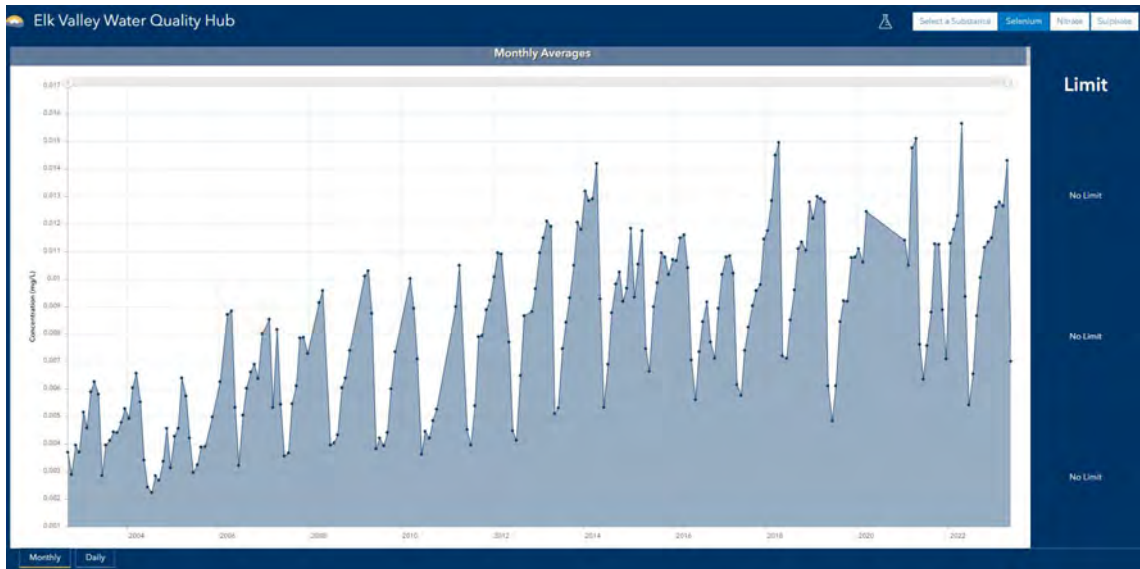 Elk Valley Water Quality Hub
Select a Substance
Selenium
Nitrate
Sulphate
Monthly Averages
Limit
No Limit
No Limit
No Limit
0.017
0.016
0.015
0.014
0.013
0.012
0.011
0.01
0.009
0.008
0.007
0.006
0.005
0.004
0.003
0.002
0.001
Concentration (mg/L)
2004
2006
2008
2010
2012
2014
2016
2018
2020
2022
Monthly
Daily